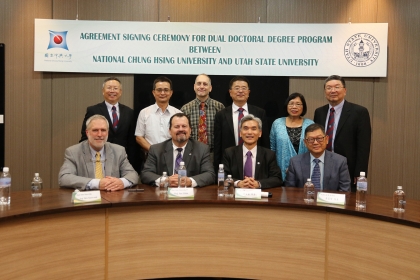 AGREEMENT SIGNING CEREMONY FOR DUAL DOCTORAL DEGREE PROGRAM
BETWEEN
NATIONAL CHUNG HSING UNIVERSITY AND UTAH STATE UNIVERSITY